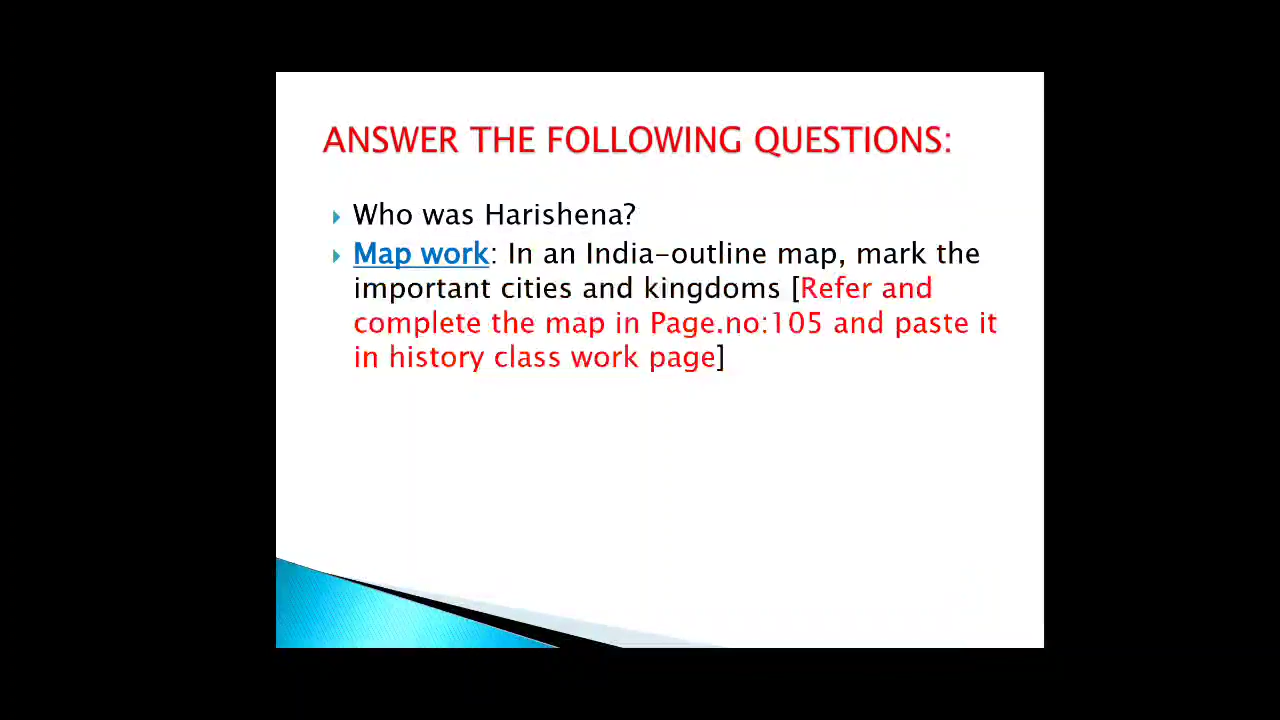 ANSWER THE FOLLOWING QUESTIONS:
Who was Harishena?
Map work: In an India-outline map, mark the
important cities and kingdoms [Refer and
complete the map in Page.no:105 and paste it
in history class work page]